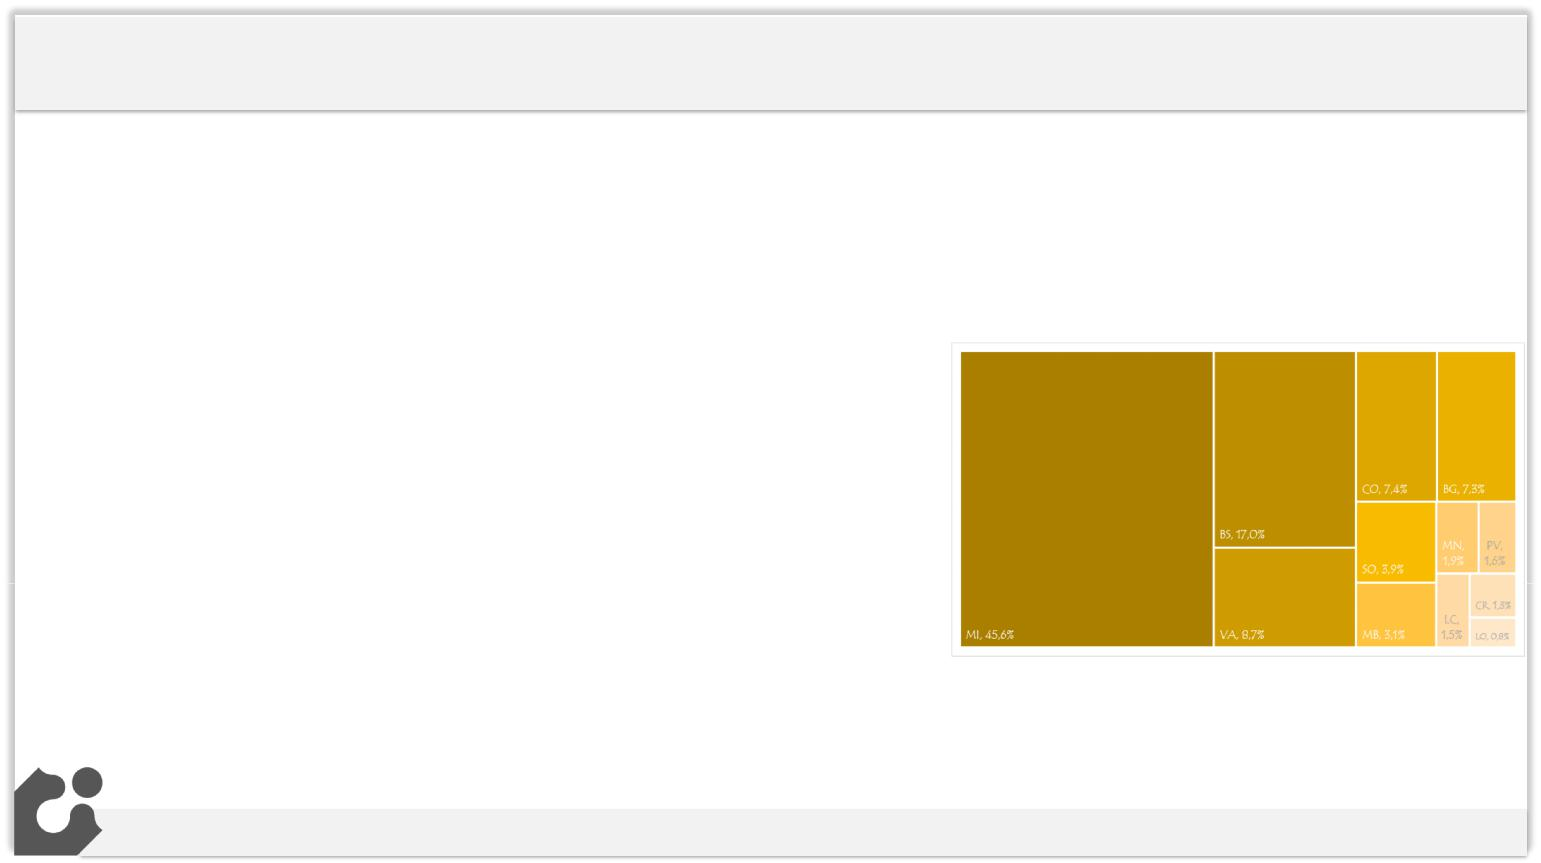 MI, 45,6%
BS, 17,0%
VA, 8,7%
CO, 7,4%
BG, 7,3%
SO, 3,9%
MB, 3,1%
MN,
1,9%
PV,
1,6%
LC,
1,5%
CR, 1,3%
LO, 0,8%